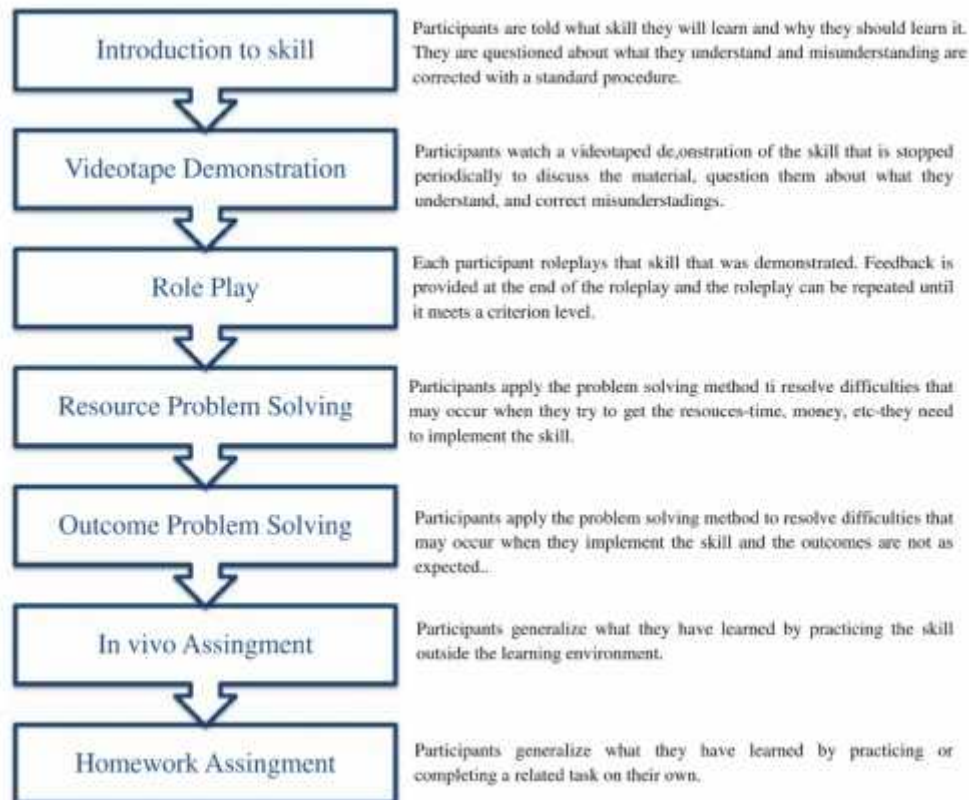 Introduction to skill
Participants are told what skill they will learn and why they should learn it.
They are questioned about what they understand and misunderstanding are
corrected with a standard procedure.
Videotape Demonstration
Participants watch a videotaped de,onstration of the skill that is stopped
periodically to discuss the material, question them about what they
understand, and correct misunderstadings.
Role Play
Each participant roleplays that skill that was demonstrated. Feedback is
provided at the end of the roleplay and the roleplay can be repeated until
it meets a criterion level.
Resource Problem Solving
Participants apply the problem solving method ti resolve difficulties that
may occur when they try to get the resouces-time, money, etc-they need
to implement the skill.
Outcome Problem Solving
Participants apply the problem solving method to resolve difficulties that
may occur when they implement the skill and the outcomes are not as
expected..
In vivo Assingment
Participants generalize what they have learned by practicing the skill
outside the learning environment.
Homework Assingment
Participants generalize what they have learned by practicing or
completing a related task on their own.